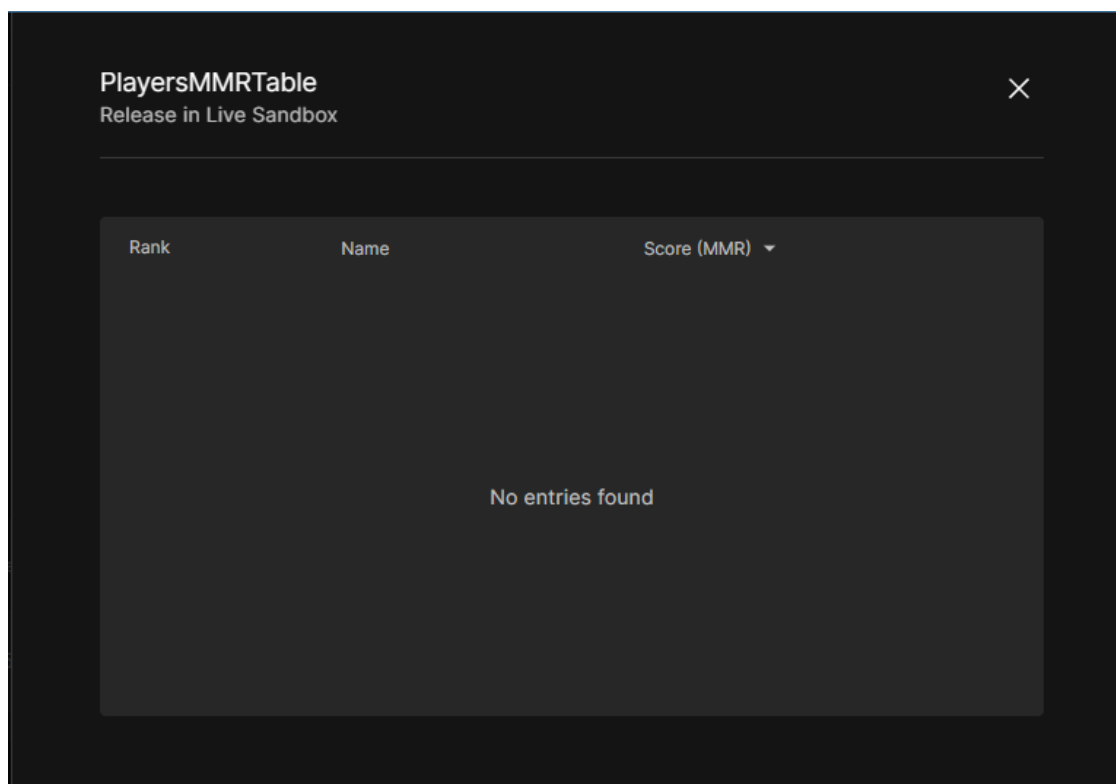 PlayersMMRTable
Release in Live Sandbox
Rank Name Score (MMR)
No entries found